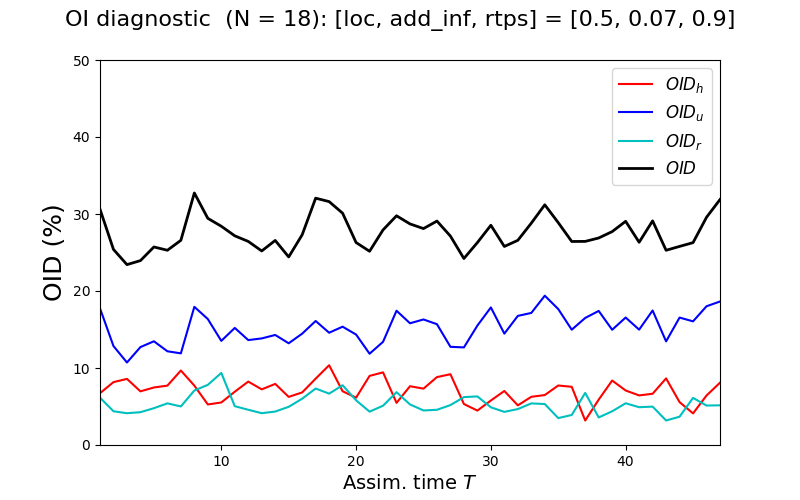 OI diagnostic (N = 18): [loc, add_inf, rtps] = [0.5, 0.07, 0.9]
50
40
30
20
10
0
OID (%)
OID_h
OID_u
OID_r
OID
10 20 30 40
Assim. time T